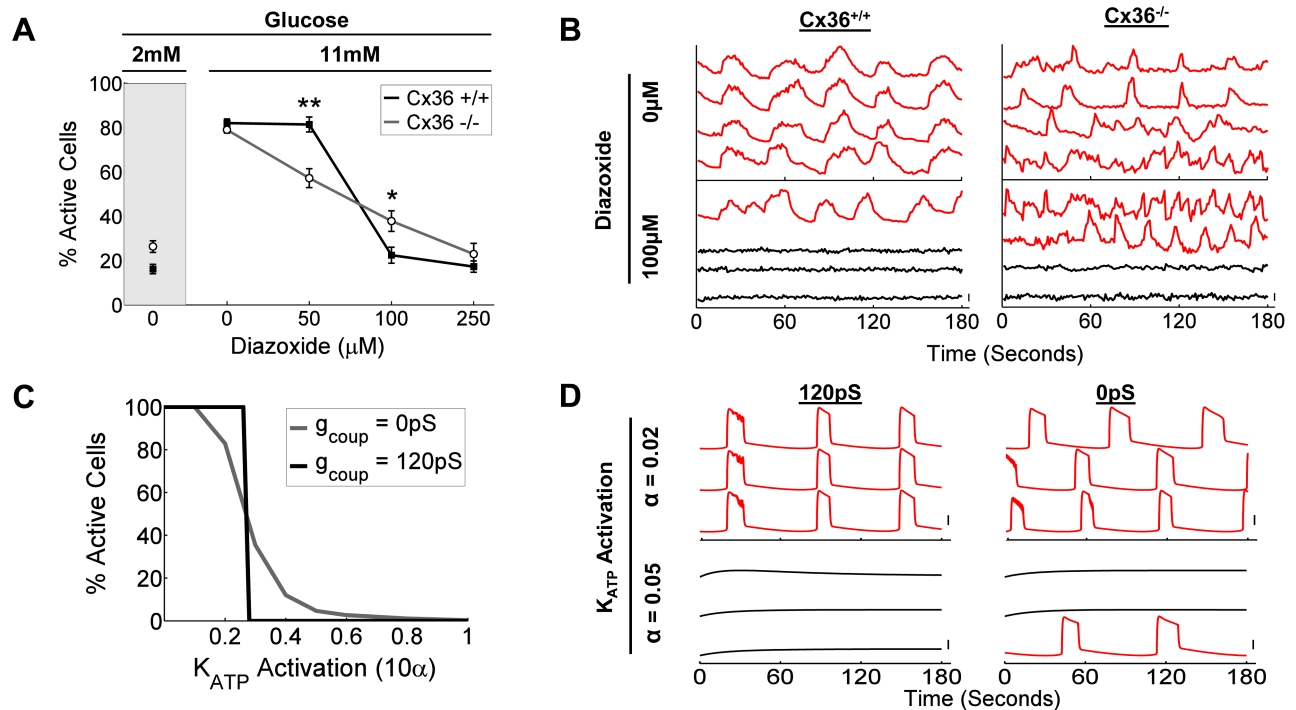 A
Glucose
2mM
11mM
% Active Cells
100
80
60
40
20
0
**
*
Cx36 +/+
Cx36 -/-
0
0
50
100
250
Diazoxide (μM)
B
Cx36+/+
Cx36-/-
Diazoxide
0μM
100μM
0
60
120
180
0
60
120
180
Time (Seconds)
C
% Active Cells
100
80
60
40
20
0
gcoup = 0pS
gcoup = 120pS
0.2
0.4
0.6
0.8
1
KATP Activation (10α)
D
120pS
0pS
KATP Activation
α = 0.02
α = 0.05
0
60
120
180
0
60
120
180
Time (Seconds)